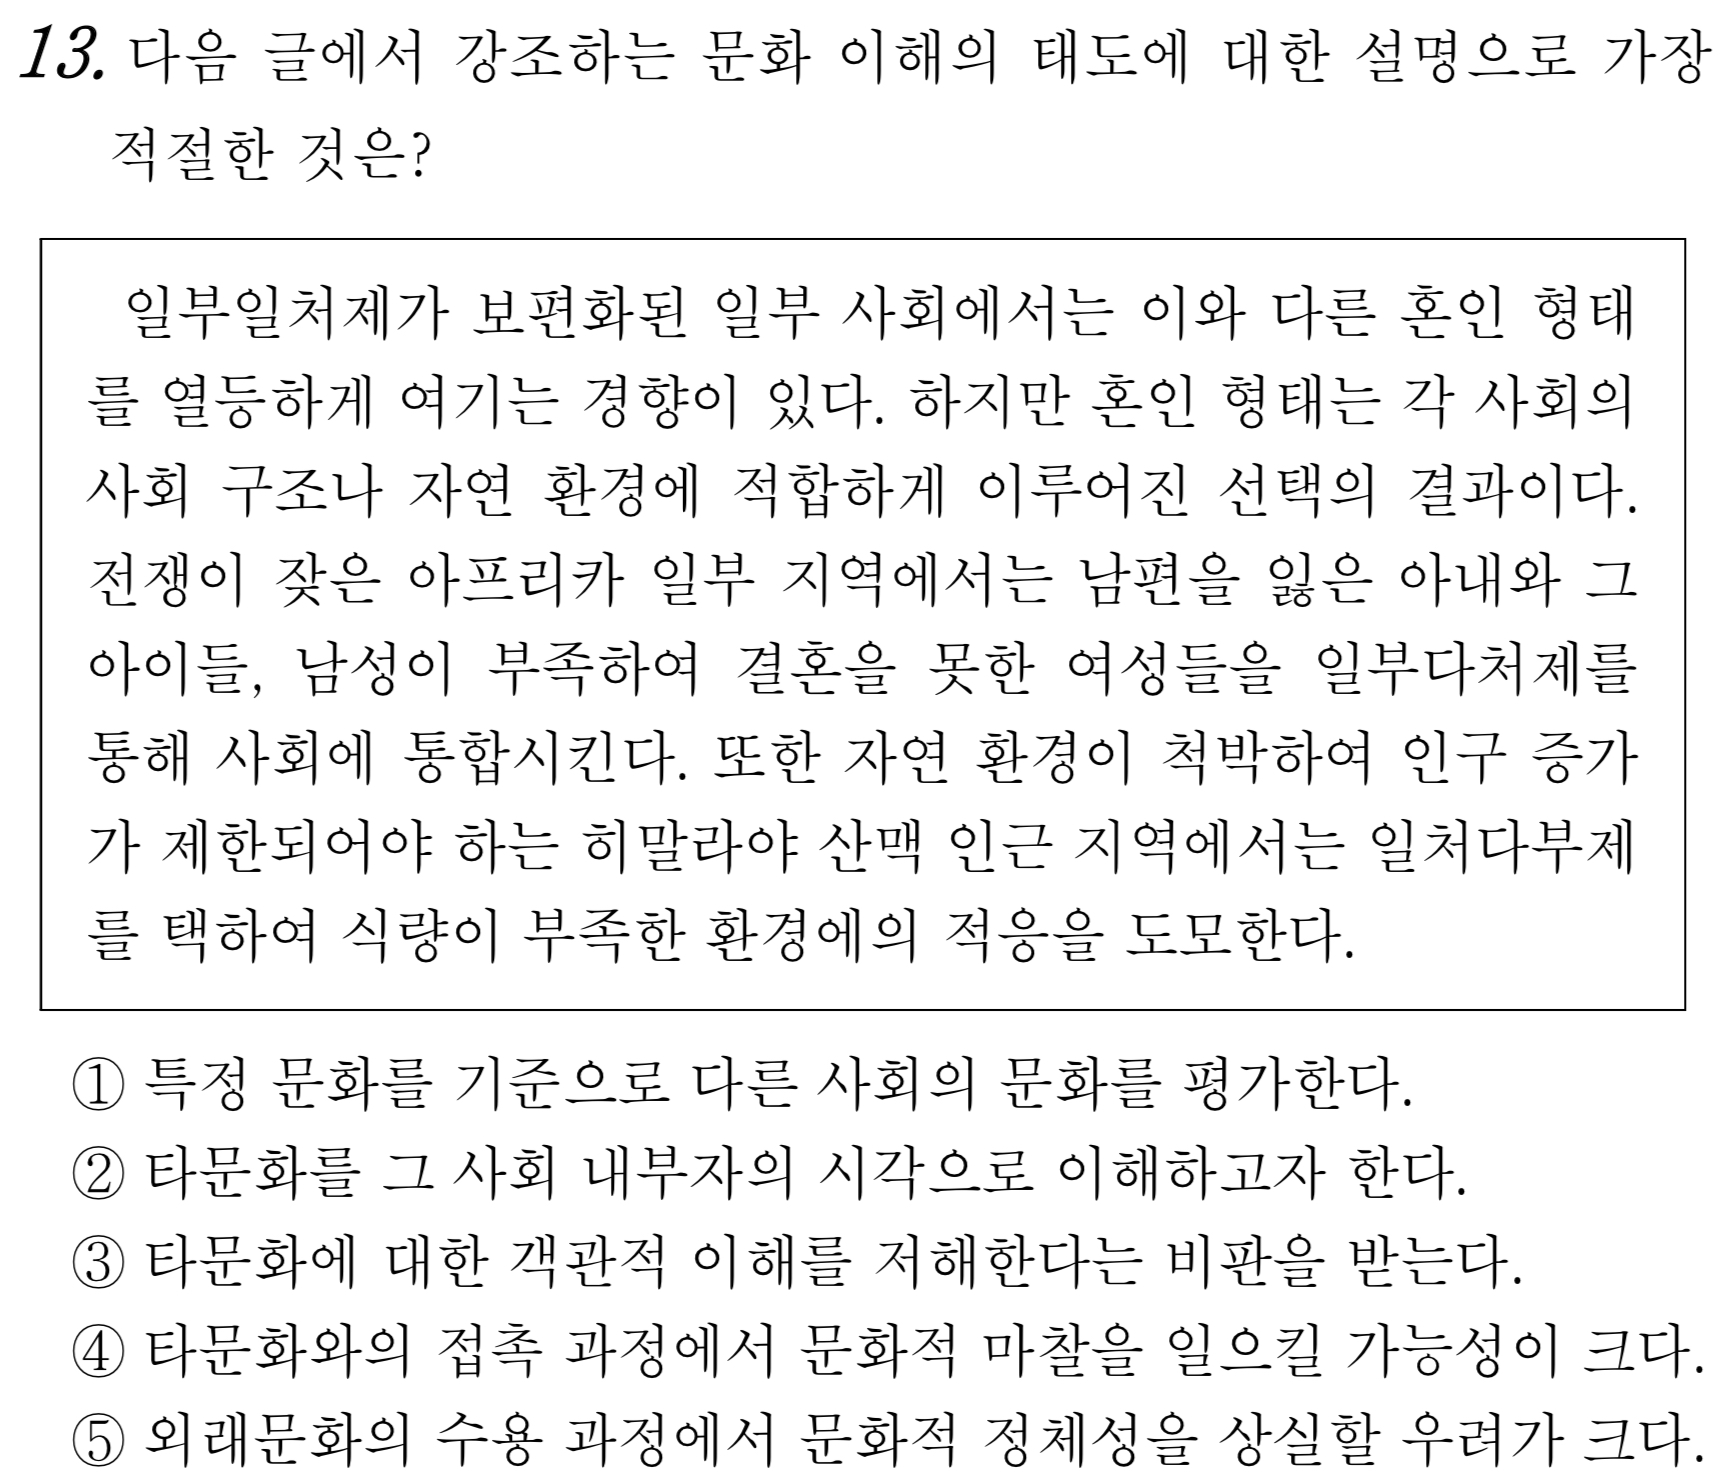 13. 다음 글에서 강조하는 문화 이해의 태도에 대한 설명으로 가장
적절한 것은?
일부일처제가 보편화된 일부 사회에서는 이와 다른 혼인 형태
를 열등하게 여기는 경향이 있다. 하지만 혼인 형태는 각 사회의
사회 구조나 자연 환경에 적합하게 이루어진 선택의 결과이다.
전쟁이 잦은 아프리카 일부 지역에서는 남편을 잃은 아내와 그
아이들, 남성이 부족하여 결혼을 못한 여성들을 일부다처제를
통해 사회에 통합시킨다. 또한 자연 환경이 척박하여 인구 증가
가 제한되어야 하는 히말라야 산맥 인근 지역에서는 일처다부제
를 택하여 식량이 부족한 환경에의 적응을 도모한다.
① 특정 문화를 기준으로 다른 사회의 문화를 평가한다.
② 타문화를 그 사회 내부자의 시각으로 이해하고자 한다.
③ 타문화에 대한 객관적 이해를 저해한다는 비판을 받는다.
④ 타문화와의 접촉 과정에서 문화적 마찰을 일으킬 가능성이 크다.
⑤ 외래문화의 수용 과정에서 문화적 정체성을 상실할 우려가 크다.